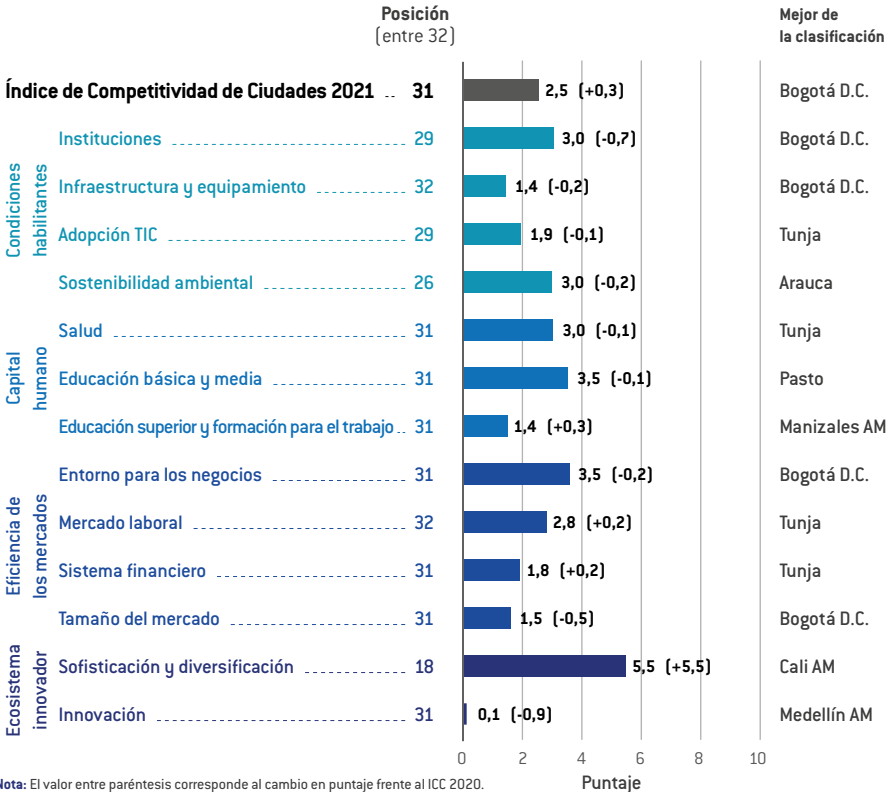 Posición
(entre 32)
Mejor de
la clasificación
Índice de Competitividad de Ciudades 2021 31 2,5 (+0,3) Bogotá D.C.
Condiciones
habilitantes
Instituciones 29 3,0 (-0,7) Bogotá D.C.
Infraestructura y equipamiento 32 1,4 (-0,2) Bogotá D.C.
Adopción TIC 29 1,9 (-0,1) Tunja
Sostenibilidad ambiental 26 3,0 (-0,2) Arauca
Capital
humano
Salud 31 3,0 (-0,1) Tunja
Educación básica y media 31 3,5 (-0,1) Pasto
Educación superior y formación para el trabajo 31 1,4 (+0,3) Manizales AM
Eficiencia de
los mercados
Entorno para los negocios 31 3,5 (-0,2) Bogotá D.C.
Mercado laboral 32 2,8 (+0,2) Tunja
Sistema financiero 31 1,8 (+0,2) Tunja
Tamaño del mercado 31 1,5 (-0,5) Bogotá D.C.
Ecosistema
innovador
Sofisticación y diversificación 18 5,5 (+5,5) Cali AM
Innovación 31 0,1 (-0,9) Medellín AM
0 2 4 6 8 10
Puntaje
Nota: El valor entre paréntesis corresponde al cambio en puntaje frente al ICC 2020.